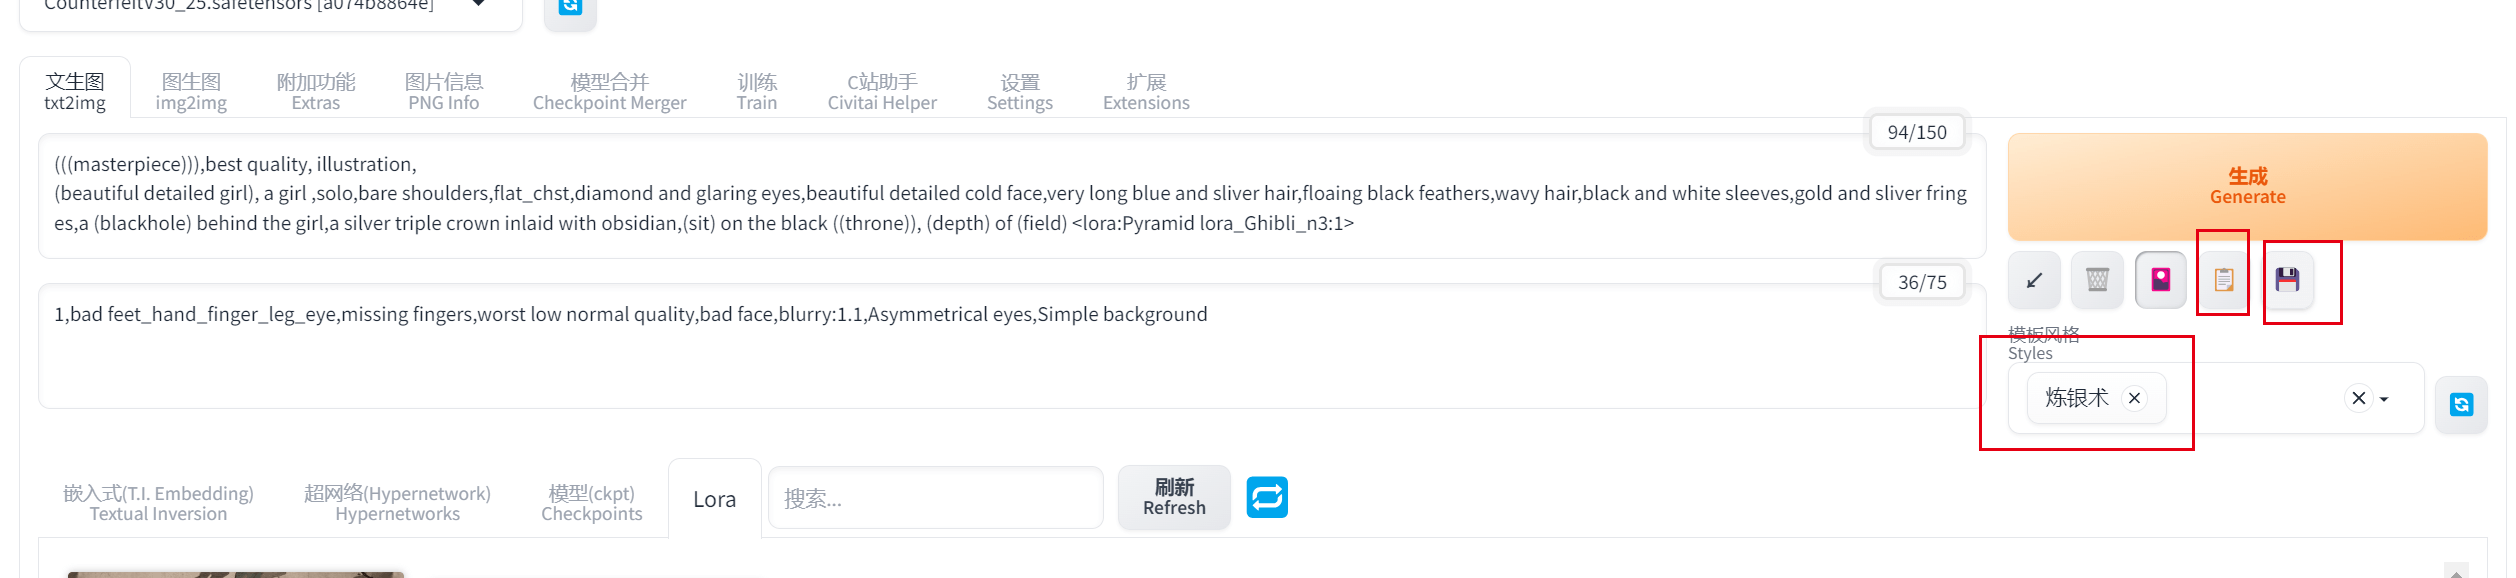 CounterfeitV30_25.safetensors [a074b8864e]
文生图
txt2img
图生图
img2img
附加功能
Extras
图片信息
PNG Info
模型合并
Checkpoint Merger
训练
Train
C站助手
Civitai Helper
设置
Settings
扩展
Extensions
94/150
(((masterpiece))),best quality, illustration,
(beautiful detailed girl), a girl ,solo,bare shoulders,flat_chst,diamond and glaring eyes,beautiful detailed cold face,very long blue and sliver hair,floaing black feathers,wavy hair,black and white sleeves,gold and sliver fring
es,a (blackhole) behind the girl,a silver triple crown inlaid with obsidian,(sit) on the black ((throne)), (depth) of (field) <lora:Pyramid lora_Ghibli_n3:1>
生成
Generate
36/75
1,bad feet_hand_finger_leg_eye,missing fingers,worst low normal quality,bad face,blurry:1.1,Asymmetrical eyes,Simple background
模板风格
Styles
炼银术
嵌入式(T.I. Embedding)
Textual Inversion
超网络(Hypernetwork)
Hypernetworks
模型(ckpt)
Checkpoints
Lora
搜索...
刷新
Refresh